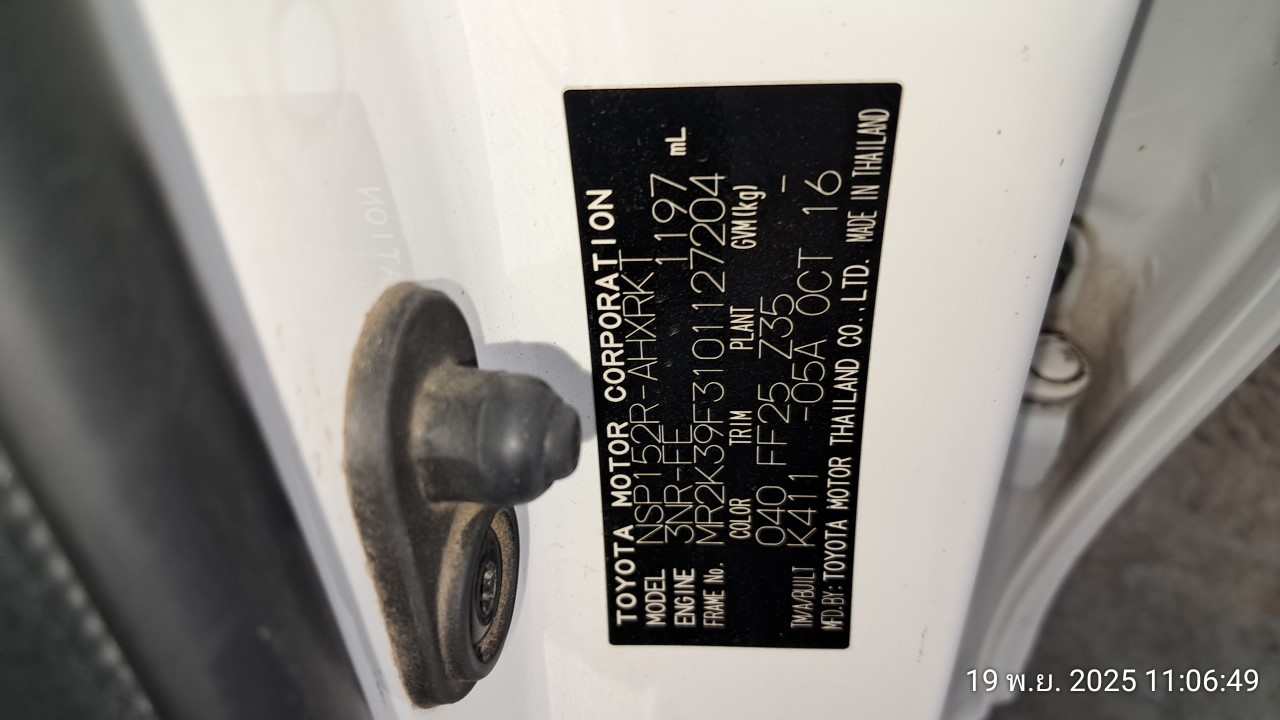 TOYOTA MOTOR CORPORATION
MODEL NSP152R-AHXRKT
ENGINE 3NR-FE 1197 mL
FRAME No. MR2K39F3101127204
COLOR TRIM PLANT GVM(kg)
040 FF25 Z35 -
TM/A/BUILT K411 -05A OCT 16
MFD.BY: TOYOTA MOTOR THAILAND CO.,LTD. MADE IN THAILAND
19 พ.ย. 2025 11:06:49